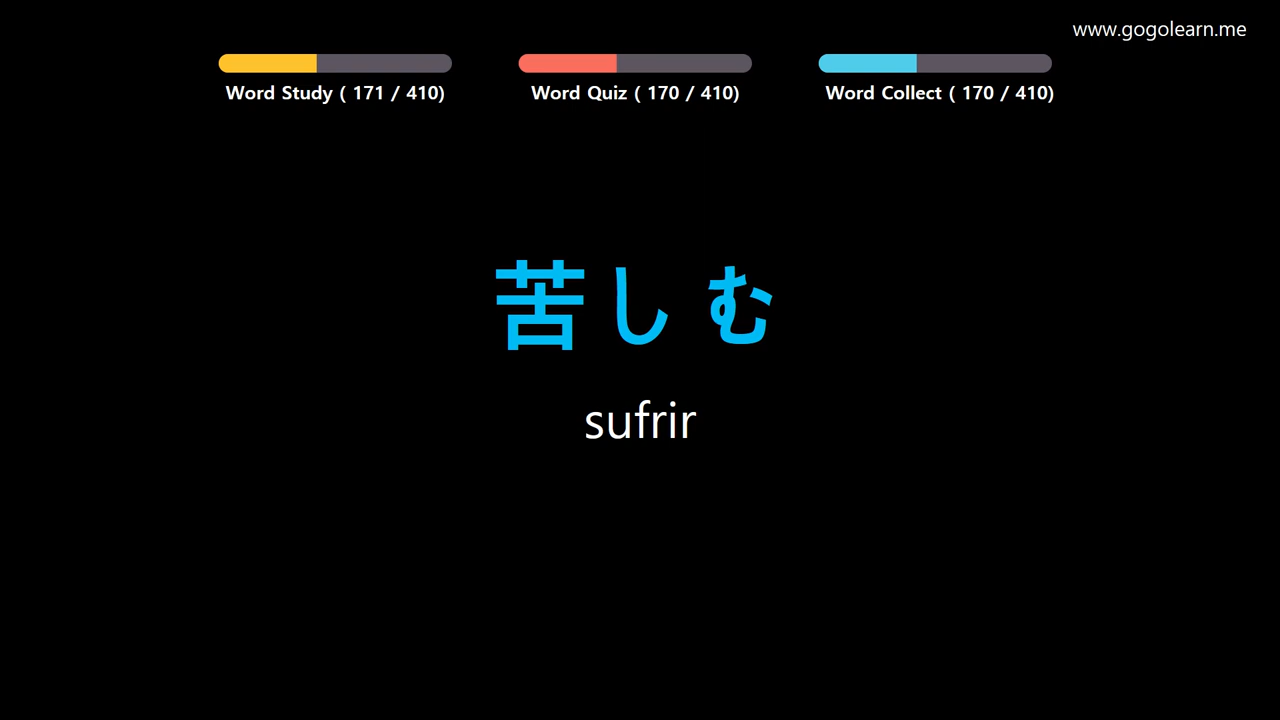 www.gogolearn.me
Word Study ( 171 / 410)
Word Quiz ( 170 / 410)
Word Collect ( 170 / 410)
苦しむ
sufrir